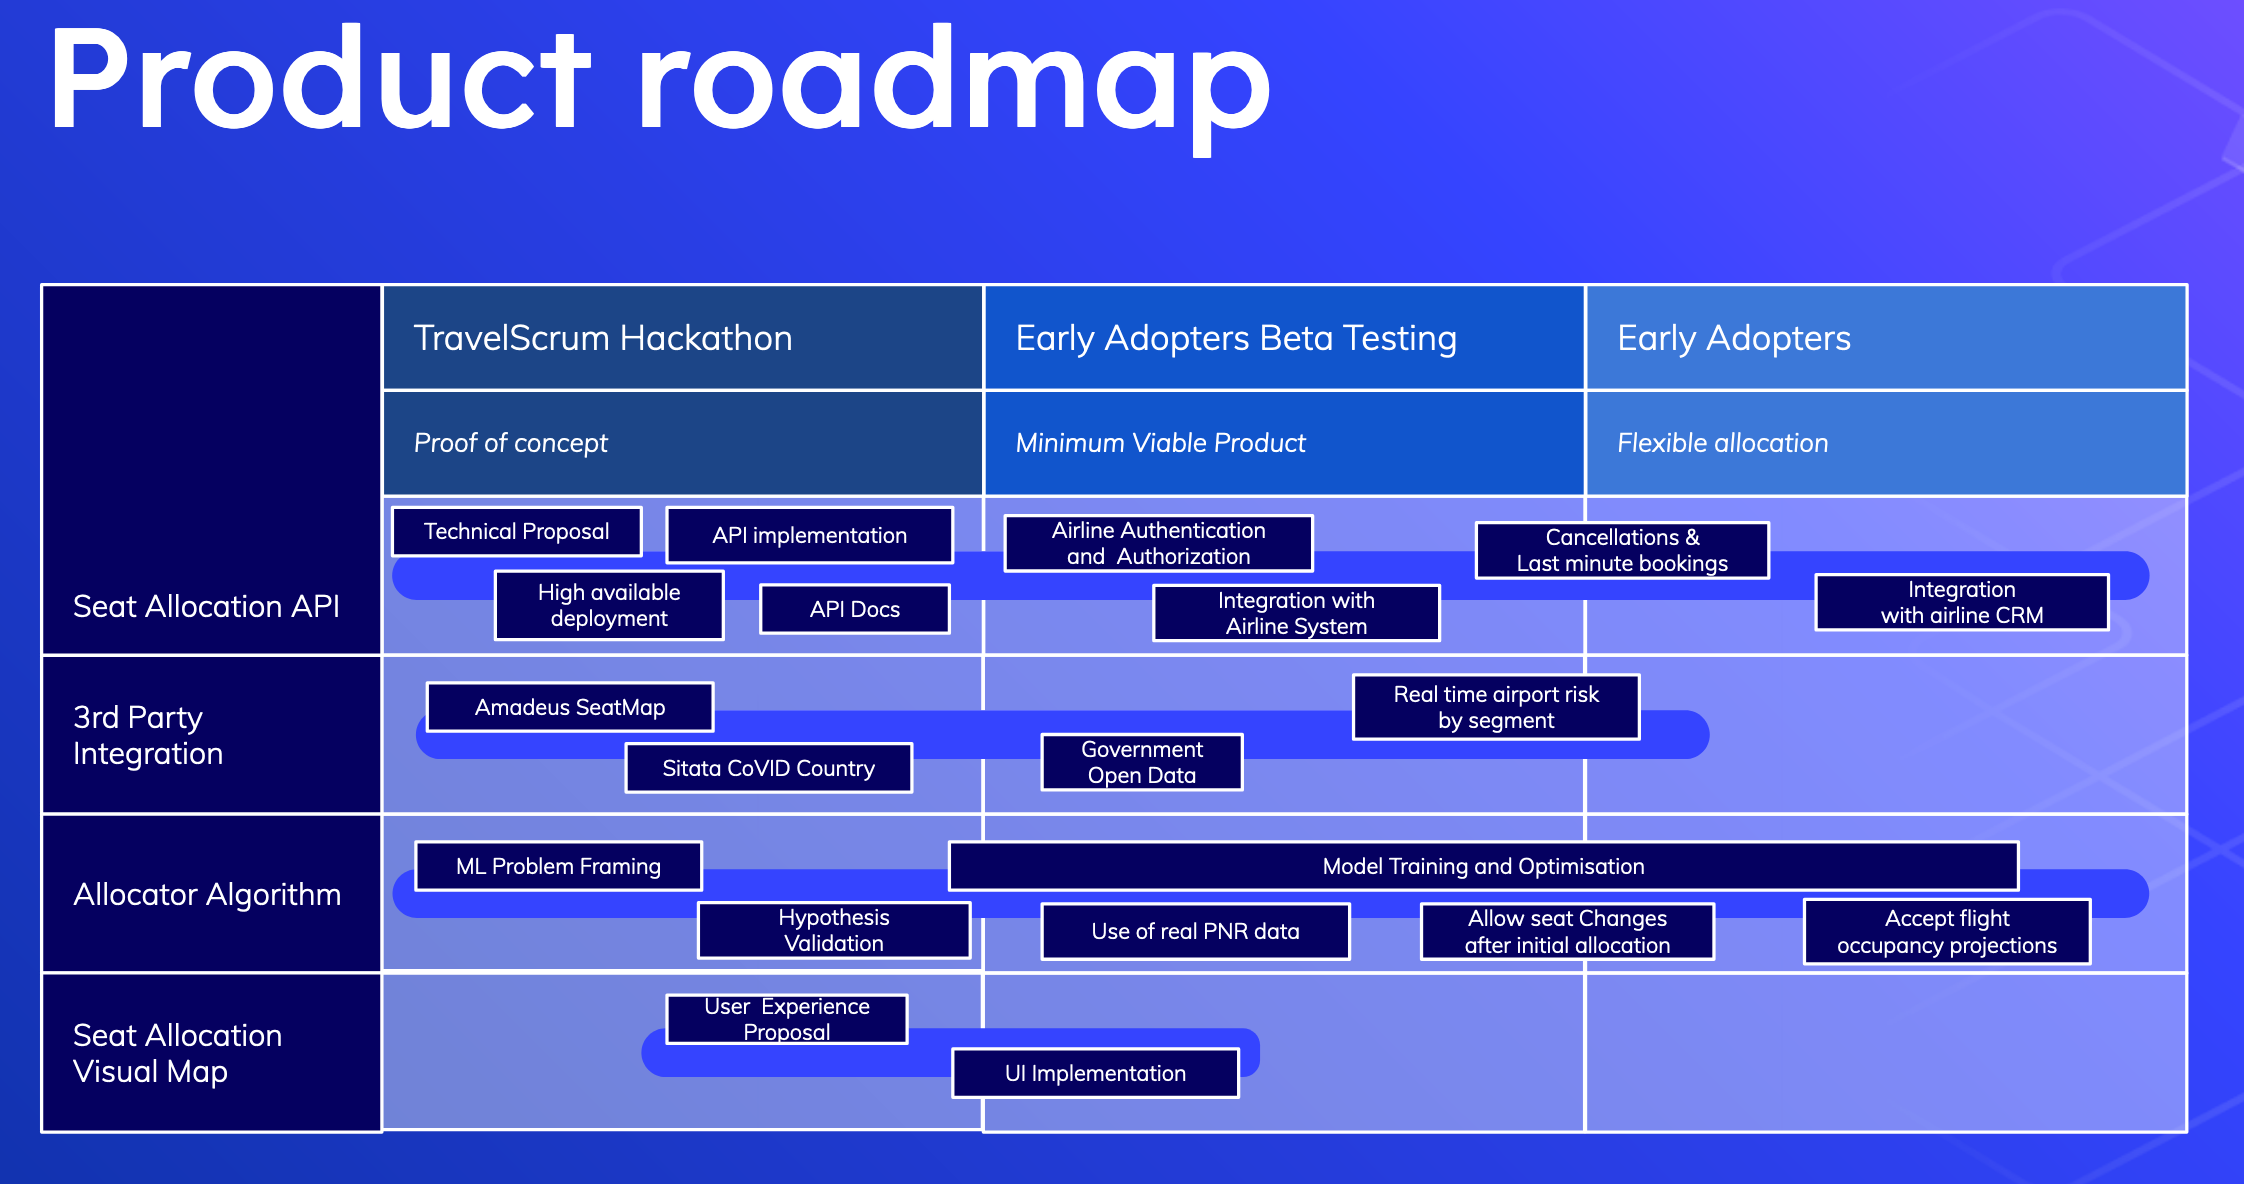 Product roadmap
TravelScrum Hackathon
Early Adopters Beta Testing
Early Adopters
Proof of concept
Minimum Viable Product
Flexible allocation
Seat Allocation API
Technical Proposal
API implementation
High available
deployment
API Docs
Airline Authentication
and  Authorization
Integration with
Airline System
Cancellations &
Last minute bookings
Integration
with airline CRM
3rd Party
Integration
Amadeus SeatMap
Sitata CoVID Country
Government
Open Data
Real time airport risk
by segment
Allocator Algorithm
ML Problem Framing
Hypothesis
Validation
Model Training and Optimisation
Use of real PNR data
Allow seat Changes
after initial allocation
Accept flight
occupancy projections
Seat Allocation
Visual Map
User  Experience
Proposal
UI Implementation